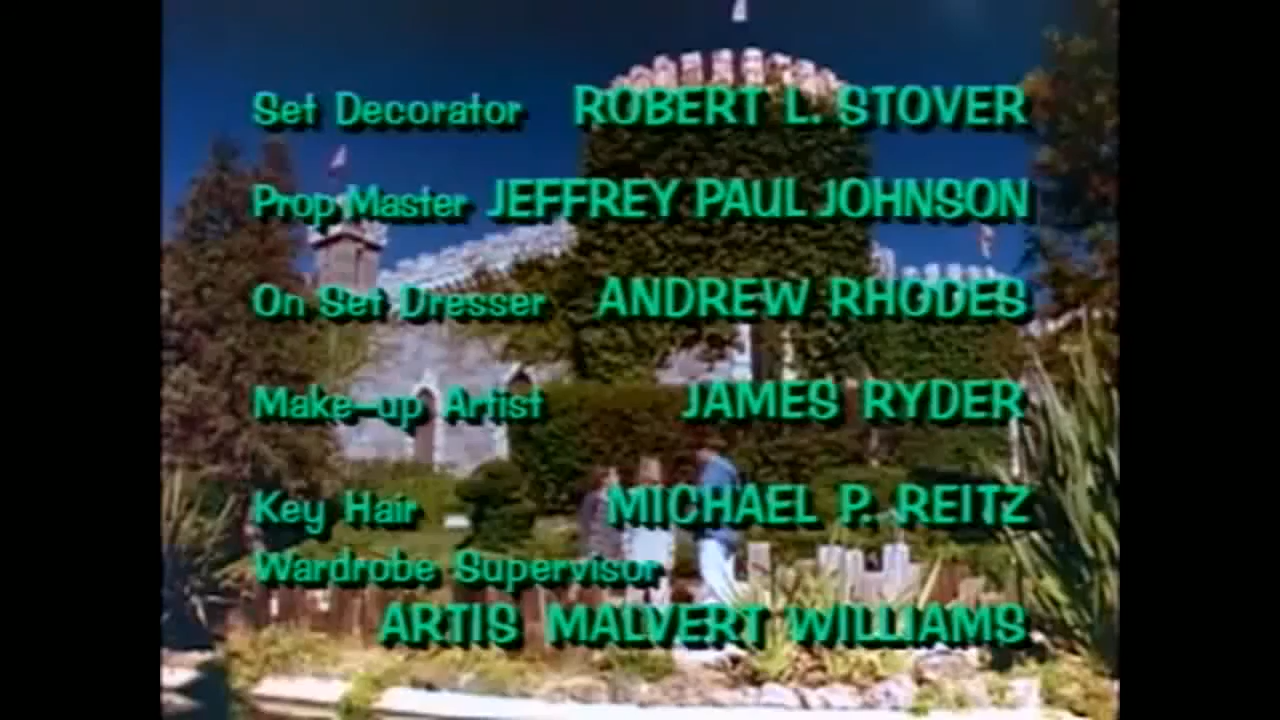 Set Decorator ROBERT L. STOVER
Prop Master JEFFREY PAUL JOHNSON
On Set Dresser ANDREW RHODES
Make-up Artist JAMES RYDER
Key Hair MICHAEL P. REITZ
Wardrobe Supervisor
ARTIS MALVERT WILLIAMS